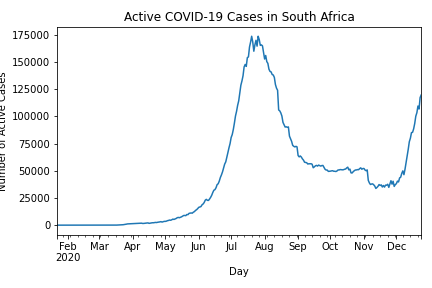 Active COVID-19 Cases in South Africa
Number of Active Cases
175000
150000
125000
100000
75000
50000
25000
0
Feb Mar Apr May Jun Jul Aug Sep Oct Nov Dec
2020
Day